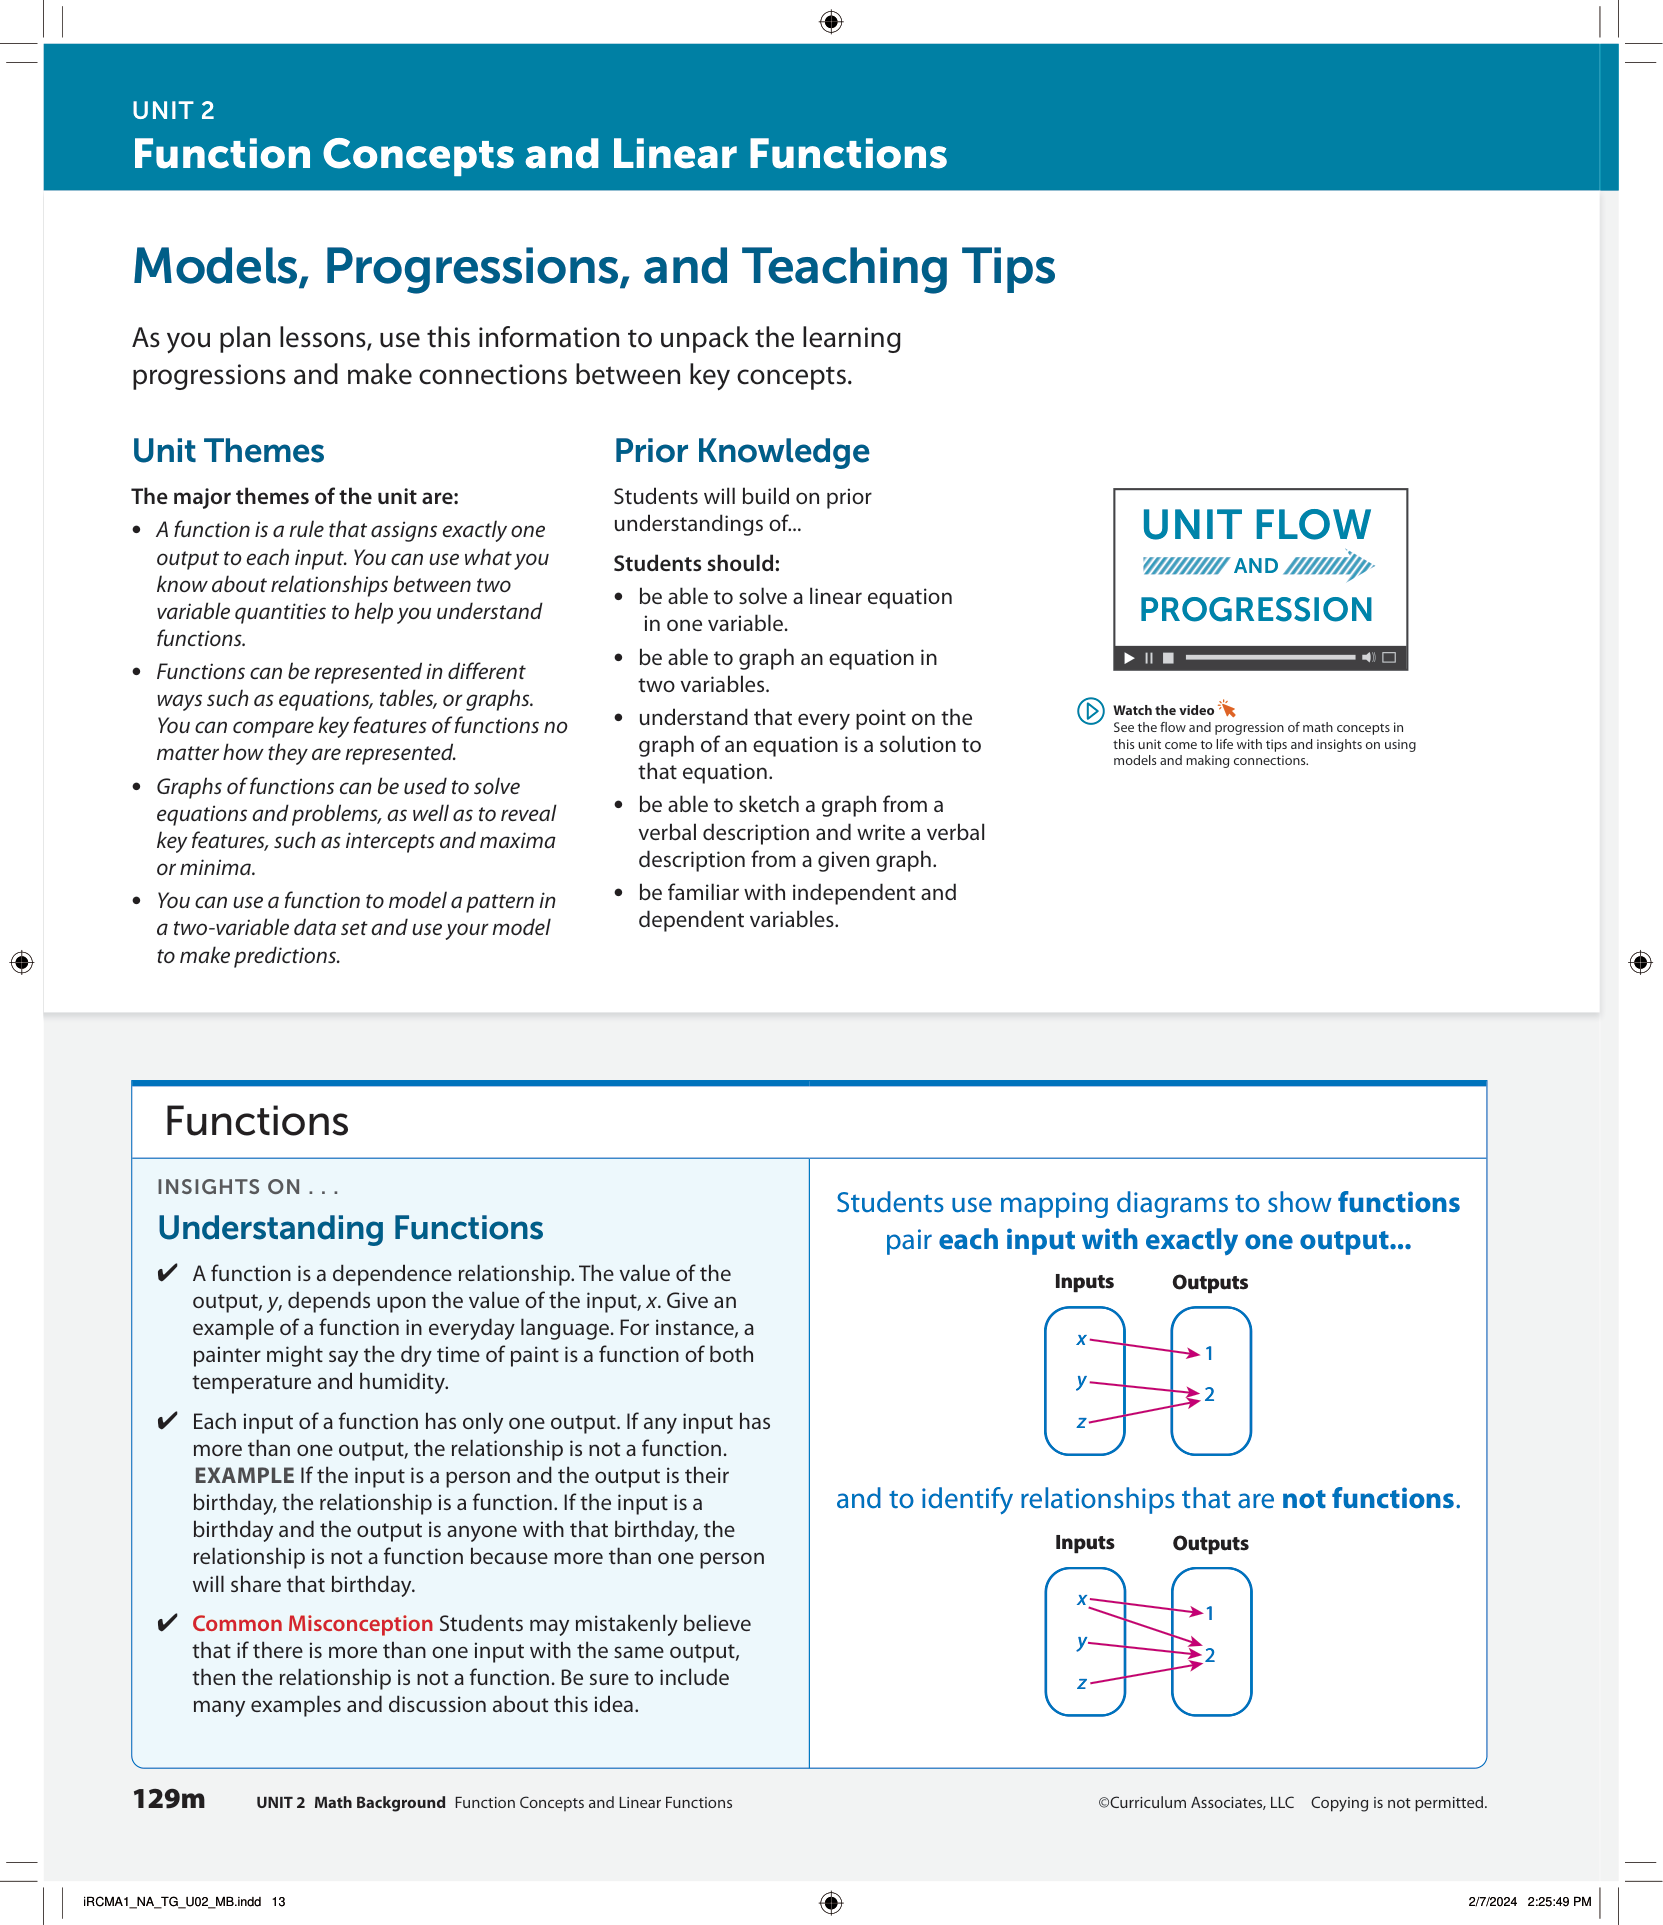 UNIT 2
Function Concepts and Linear Functions
Models, Progressions, and Teaching Tips
As you plan lessons, use this information to unpack the learning
progressions and make connections between key concepts.
Unit Themes
The major themes of the unit are:
• A function is a rule that assigns exactly one
output to each input. You can use what you
know about relationships between two
variable quantities to help you understand
functions.
• Functions can be represented in different
ways such as equations, tables, or graphs.
You can compare key features of functions no
matter how they are represented.
• Graphs of functions can be used to solve
equations and problems, as well as to reveal
key features, such as intercepts and maxima
or minima.
• You can use a function to model a pattern in
a two-variable data set and use your model
to make predictions.
Prior Knowledge
Students will build on prior
understandings of...
Students should:
• be able to solve a linear equation
in one variable.
• be able to graph an equation in
two variables.
• understand that every point on the
graph of an equation is a solution to
that equation.
• be able to sketch a graph from a
verbal description and write a verbal
description from a given graph.
• be familiar with independent and
dependent variables.
UNIT FLOW
AND
PROGRESSION
Watch the video
See the flow and progression of math concepts in
this unit come to life with tips and insights on using
models and making connections.
Functions
INSIGHTS ON . . .
Understanding Functions
✔ A function is a dependence relationship. The value of the
output, y, depends upon the value of the input, x. Give an
example of a function in everyday language. For instance, a
painter might say the dry time of paint is a function of both
temperature and humidity.
✔ Each input of a function has only one output. If any input has
more than one output, the relationship is not a function.
EXAMPLE If the input is a person and the output is their
birthday, the relationship is a function. If the input is a
birthday and the output is anyone with that birthday, the
relationship is not a function because more than one person
will share that birthday.
✔ Common Misconception Students may mistakenly believe
that if there is more than one input with the same output,
then the relationship is not a function. Be sure to include
many examples and discussion about this idea.
Students use mapping diagrams to show functions
pair each input with exactly one output...
Inputs Outputs
x
1
y
2
z
and to identify relationships that are not functions.
Inputs Outputs
x
1
y
2
z
129m UNIT 2 Math Background Function Concepts and Linear Functions
©Curriculum Associates, LLC Copying is not permitted.
iRCMA1_NA_TG_U02_MB.indd 13
2/7/2024 2:25:49 PM